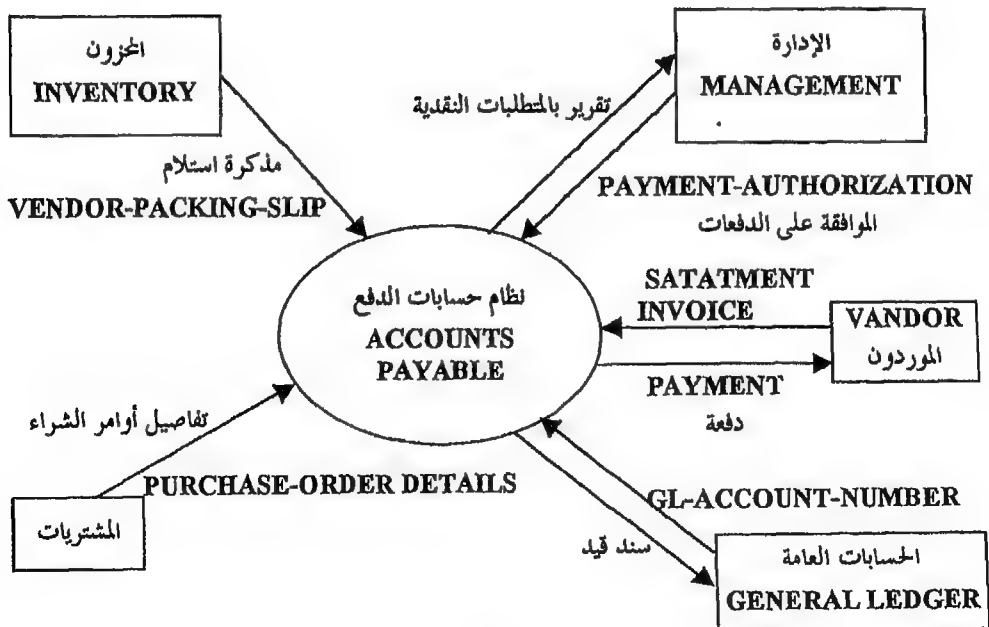 المخزون
INVENTORY
الإدارة
MANAGEMENT
تقرير بالمتطلبات النقدية
مذكرة استلام
VENDOR-PACKING-SLIP
PAYMENT-AUTHORIZATION
الموافقة على الدفعات
نظام حسابات الدفع
ACCOUNTS
PAYABLE
SATATMENT
INVOICE
VANDOR
الموردون
PAYMENT
دفعة
تفاصيل أوامر الشراء
PURCHASE-ORDER DETAILS
المشتريات
GL-ACCOUNT-NUMBER
سند قيد
الحسابات العامة
GENERAL LEDGER